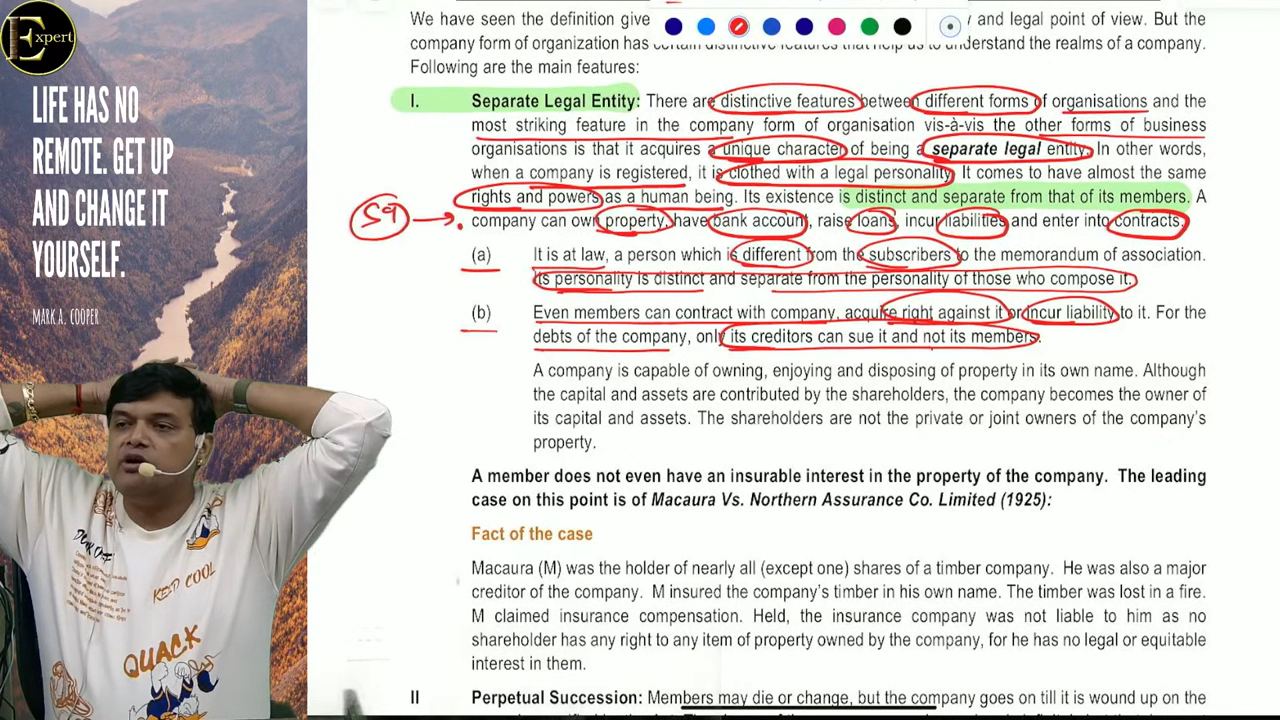 Expert
LIFE HAS NO
REMOTE. GET UP
AND CHANGE IT
YOURSELF.
MARK A. COOPER
We have seen the definition give and legal point of view. But the
company form of organization has certain distinctive features that help us to understand the realms of a company.
Following are the main features:
I. Separate Legal Entity: There are distinctive features between different forms of organisations and the
most striking feature in the company form of organisation vis-à-vis the other forms of business
organisations is that it acquires a unique character of being a separate legal entity. In other words,
when a company is registered, it is clothed with a legal personality. It comes to have almost the same
rights and powers as a human being. Its existence is distinct and separate from that of its members. A
S9
company can own property, have bank account, raise loans, incur liabilities and enter into contracts.
(a) It is at law, a person which is different from the subscribers to the memorandum of association.
Its personality is distinct and separate from the personality of those who compose it.
(b) Even members can contract with company, acquire right against it or incur liability to it. For the
debts of the company, only its creditors can sue it and not its members.
A company is capable of owning, enjoying and disposing of property in its own name. Although
the capital and assets are contributed by the shareholders, the company becomes the owner of
its capital and assets. The shareholders are not the private or joint owners of the company's
property.
A member does not even have an insurable interest in the property of the company. The leading
case on this point is of Macaura Vs. Northern Assurance Co. Limited (1925):
Fact of the case
Macaura (M) was the holder of nearly all (except one) shares of a timber company. He was also a major
creditor of the company. M insured the company's timber in his own name. The timber was lost in a fire.
M claimed insurance compensation. Held, the insurance company was not liable to him as no
shareholder has any right to any item of property owned by the company, for he has no legal or equitable
interest in them.
II Perpetual Succession: Members may die or change, but the company goes on till it is wound up on the
KEEP COOL
QUACK